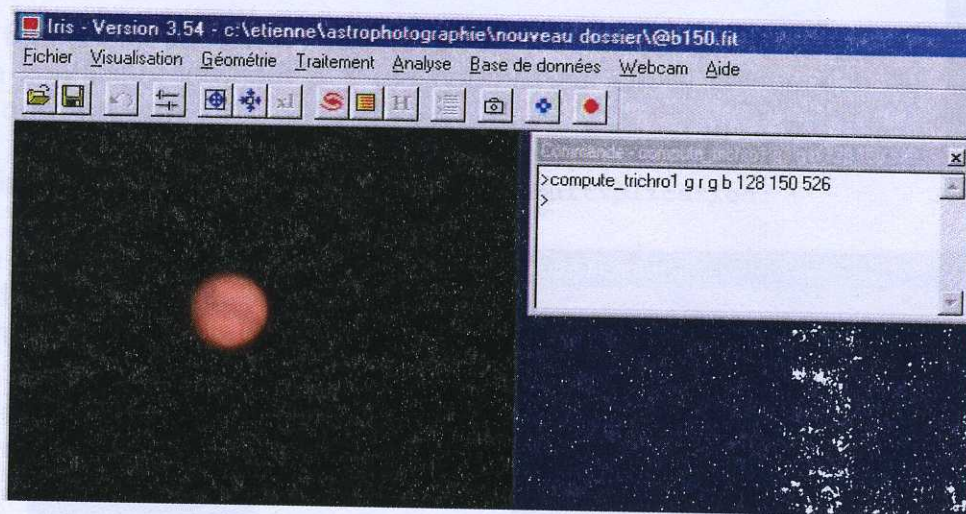 Iris - Version 3.54 - c:\etienne\astrophotographie\nouveau dossier\@b150.fit
Fichier Visualisation Géométrie Traitement Analyse Base de données Webcam Aide
x1 H
>compute_trichro1 g r g b 128 150 526
>